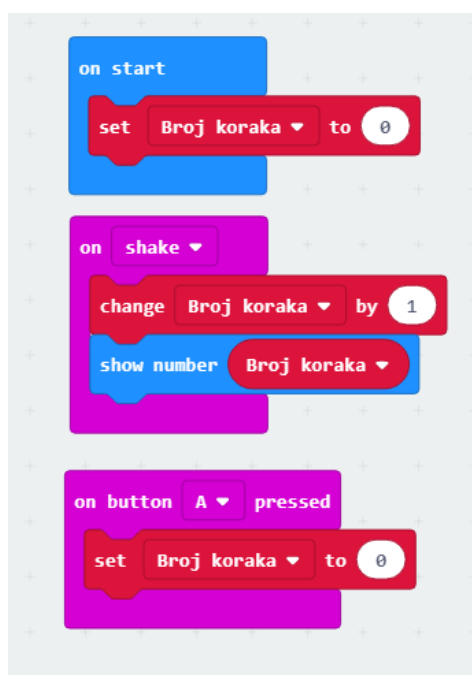 on start
set Broj koraka to 0
on shake
change Broj koraka by 1
show number Broj koraka
on button A pressed
set Broj koraka to 0